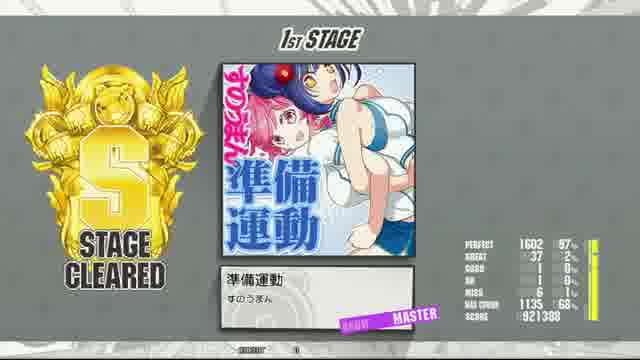 1ST STAGE
S
STAGE
CLEARED
すのうまん
準備
運動
準備運動
すのうまん
MASTER
PERFECT 1602 97%
GREAT 37 2%
GOOD 1 0%
1 0%
MISS 6 1%
MAX COMBO 1135 68%
SCORE 921388